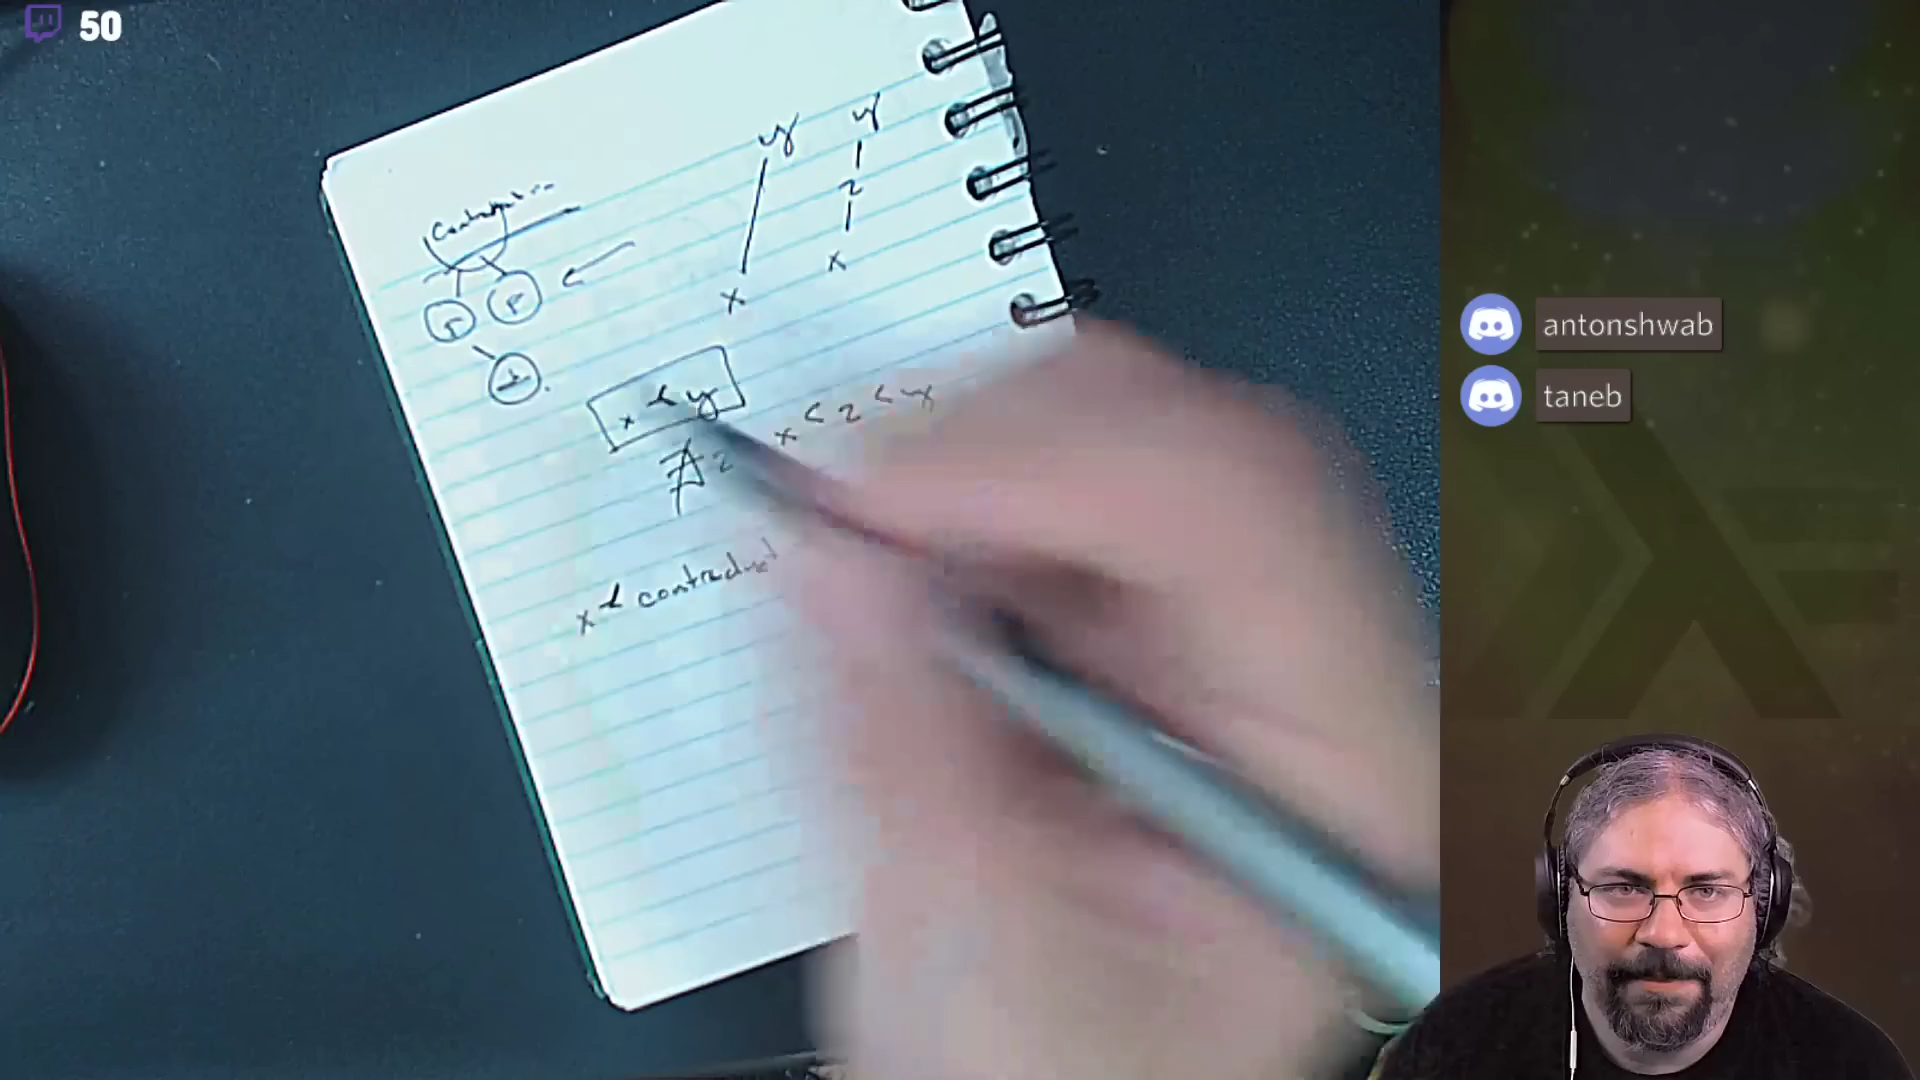 50
y y
z
x x
x < y
∄ z x < z < y
x < contradict
antonshwab
taneb